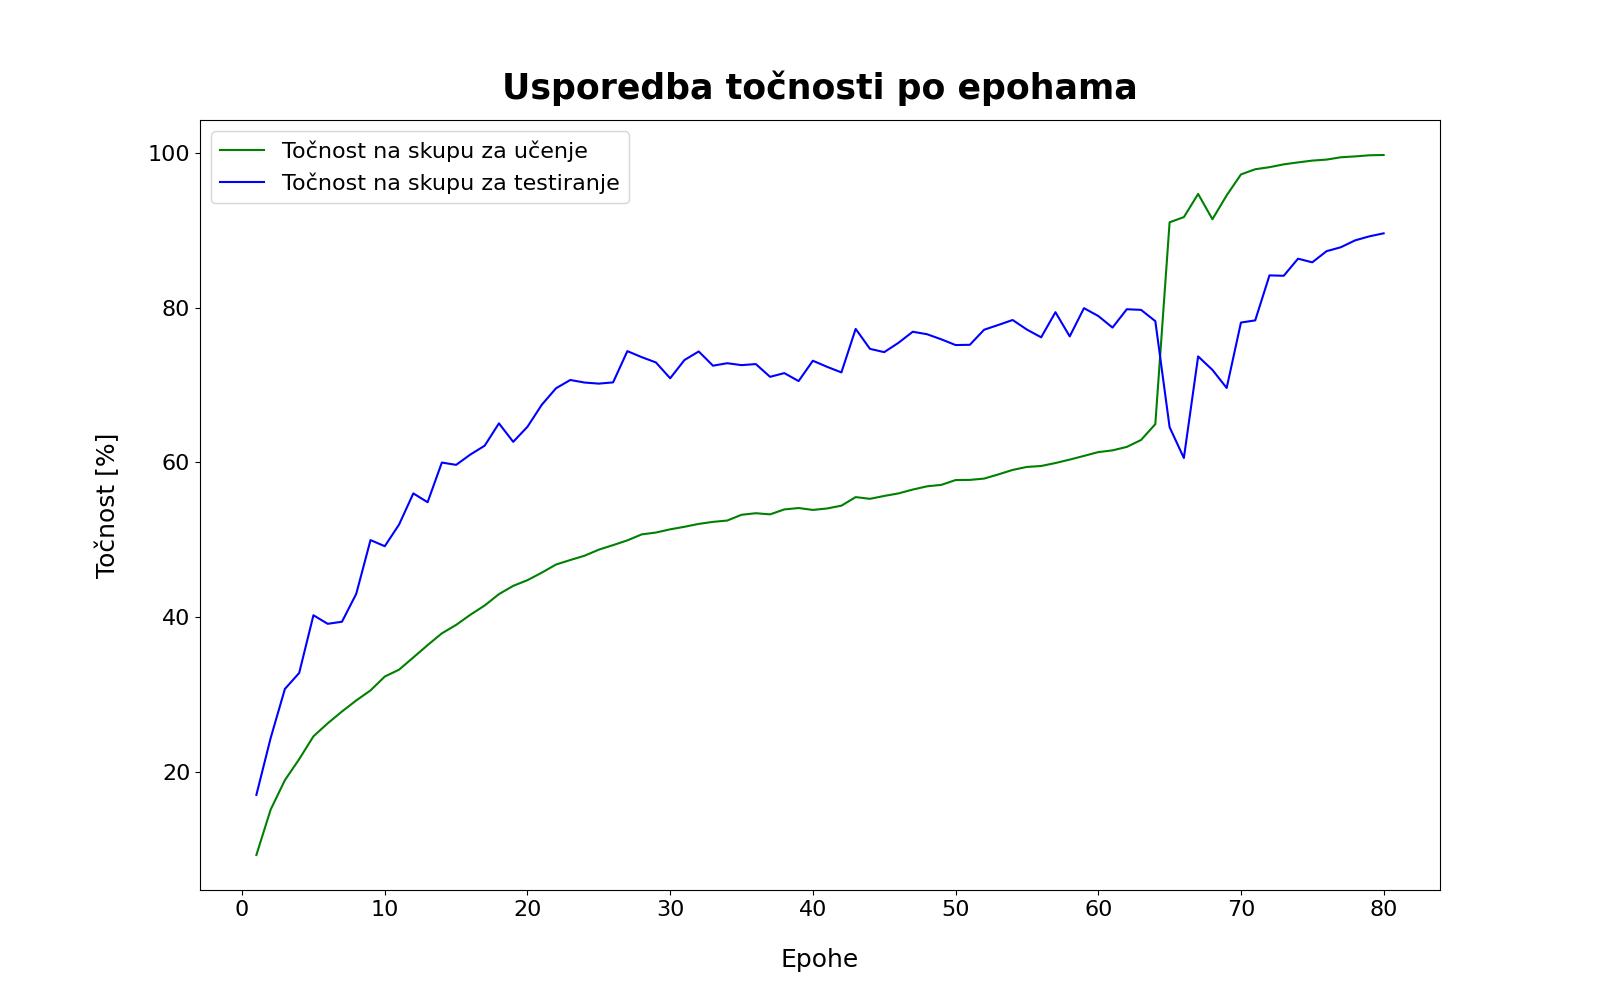 Usporedba točnosti po epohama
Točnost na skupu za učenje
Točnost na skupu za testiranje
100
80
60
40
20
Točnost [%]
0 10 20 30 40 50 60 70 80
Epohe